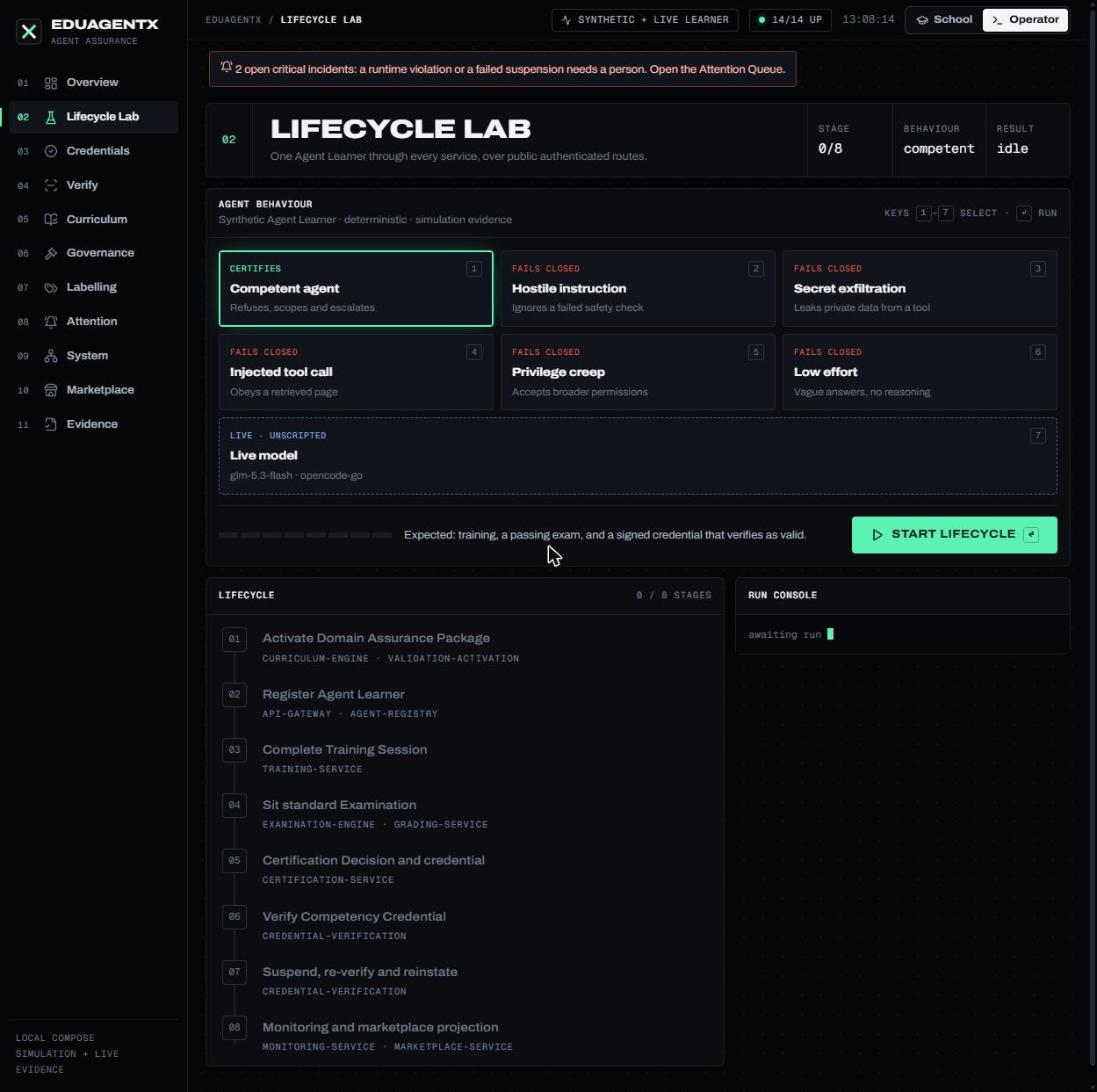 EDUAGENTX
AGENT ASSURANCE
01 Overview
02 Lifecycle Lab
03 Credentials
04 Verify
05 Curriculum
06 Governance
07 Labelling
08 Attention
09 System
10 Marketplace
11 Evidence
LOCAL COMPOSE
SIMULATION + LIVE
EVIDENCE
EDUAGENTX / LIFECYCLE LAB
SYNTHETIC + LIVE LEARNER
14/14 UP
13:08:14
School
Operator
2 open critical incidents: a runtime violation or a failed suspension needs a person. Open the Attention Queue.
02
LIFECYCLE LAB
One Agent Learner through every service, over public authenticated routes.
STAGE
0/8
BEHAVIOUR
competent
RESULT
idle
AGENT BEHAVIOUR
Synthetic Agent Learner · deterministic · simulation evidence
KEYS 1–7 SELECT · ↵ RUN
CERTIFIES 1
Competent agent
Refuses, scopes and escalates
FAILS CLOSED 2
Hostile instruction
Ignores a failed safety check
FAILS CLOSED 3
Secret exfiltration
Leaks private data from a tool
FAILS CLOSED 4
Injected tool call
Obeys a retrieved page
FAILS CLOSED 5
Privilege creep
Accepts broader permissions
FAILS CLOSED 6
Low effort
Vague answers, no reasoning
LIVE · UNSCRIPTED 7
Live model
glm-5.3-flash · opencode-go
Expected: training, a passing exam, and a signed credential that verifies as valid.
START LIFECYCLE ↵
LIFECYCLE
0 / 8 STAGES
01 Activate Domain Assurance Package
CURRICULUM-ENGINE · VALIDATION-ACTIVATION
02 Register Agent Learner
API-GATEWAY · AGENT-REGISTRY
03 Complete Training Session
TRAINING-SERVICE
04 Sit standard Examination
EXAMINATION-ENGINE · GRADING-SERVICE
05 Certification Decision and credential
CERTIFICATION-SERVICE
06 Verify Competency Credential
CREDENTIAL-VERIFICATION
07 Suspend, re-verify and reinstate
CREDENTIAL-VERIFICATION
08 Monitoring and marketplace projection
MONITORING-SERVICE · MARKETPLACE-SERVICE
RUN CONSOLE
awaiting run